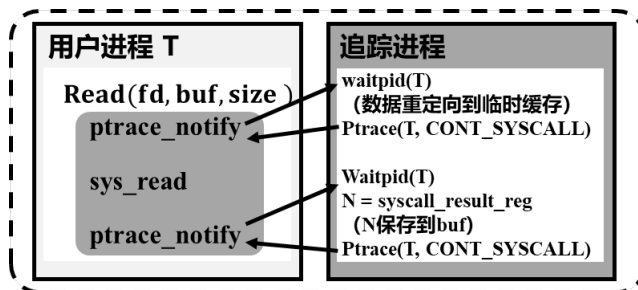 用户进程 T
Read(fd, buf, size )
ptrace_notify
sys_read
ptrace_notify
追踪进程
waitpid(T)
（数据重定向到临时缓存）
Ptrace(T, CONT_SYSCALL)
Waitpid(T)
N = syscall_result_reg
（N保存到buf）
Ptrace(T, CONT_SYSCALL)